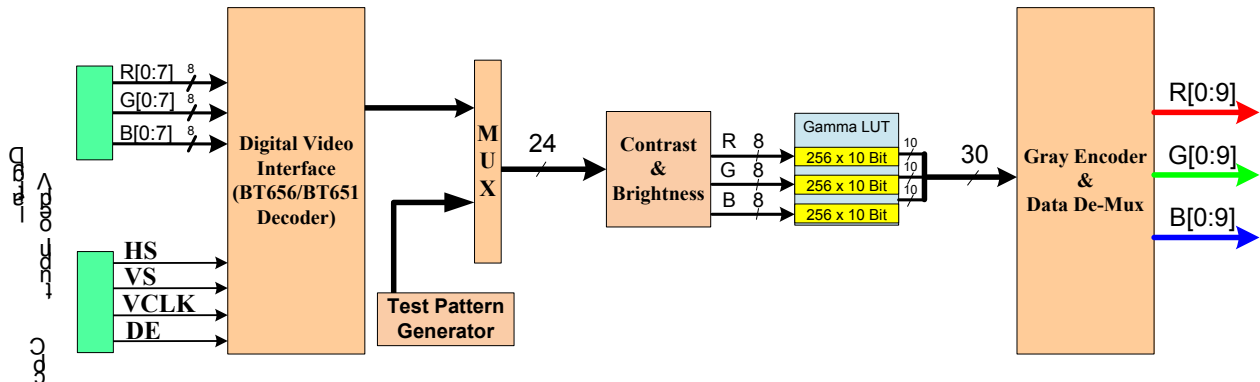 R[0:7] 8
G[0:7] 8
B[0:7] 8
HS
VS
VCLK
DE
Digital Video
Interface
(BT656/BT651
Decoder)
MUX
Test Pattern
Generator
24
Contrast
&
Brightness
R 8
G 8
B 8
Gamma LUT
256 x 10 Bit
256 x 10 Bit
256 x 10 Bit
10
10
10
30
Gray Encoder
&
Data De-Mux
R[0:9]
G[0:9]
B[0:9]